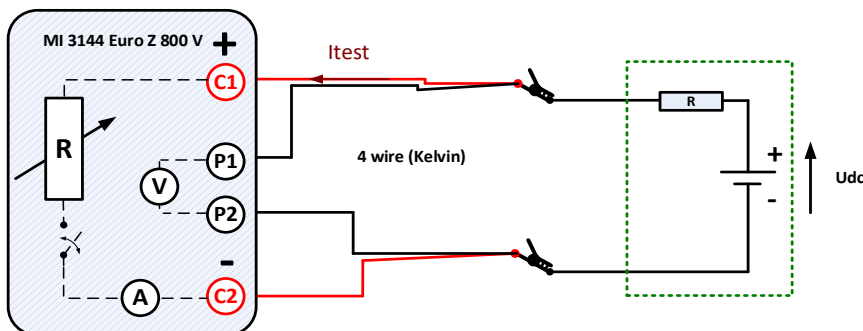 MI 3144 Euro Z 800 V
+
Itest
C1
R
R
P1
4 wire (Kelvin)
V
+
Udc
P2
-
-
A
C2